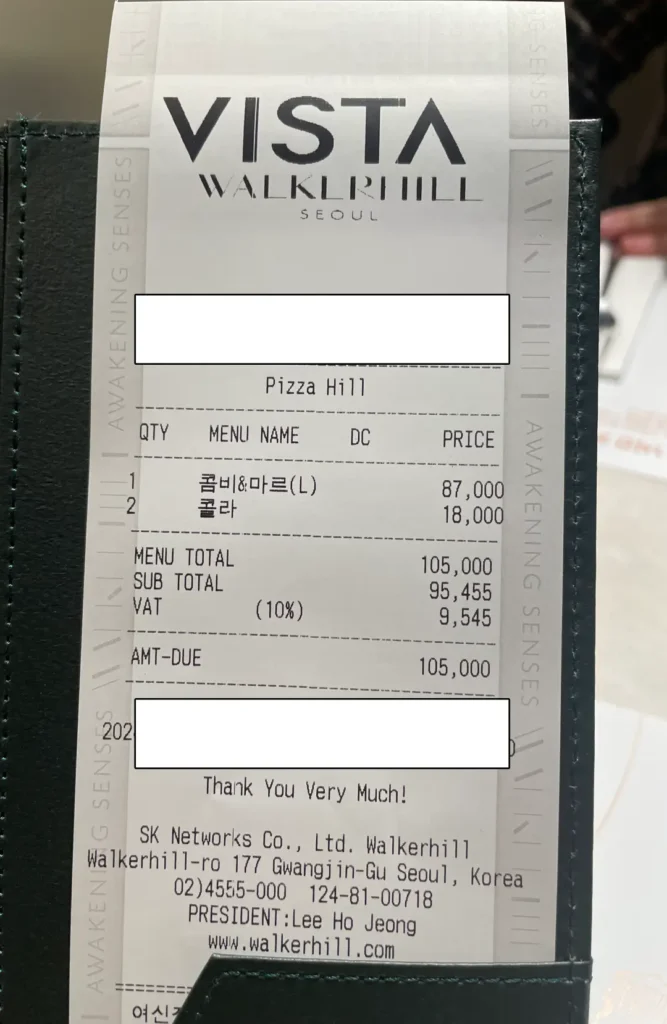 VISTA
WALKERHILL
SEOUL
Pizza Hill
QTY MENU NAME DC PRICE
1 콤비&마르(L) 87,000
2 콜라 18,000
MENU TOTAL 105,000
SUB TOTAL 95,455
VAT (10%) 9,545
AMT-DUE 105,000
202
Thank You Very Much!
SK Networks Co., Ltd. Walkerhill
Walkerhill-ro 177 Gwangjin-Gu Seoul, Korea
02)4555-000 124-81-00718
PRESIDENT:Lee Ho Jeong
www.walkerhill.com
여신
AWAKENING SENSES
AWAKENING SENSES
SENSES
AWAKENING SENSES